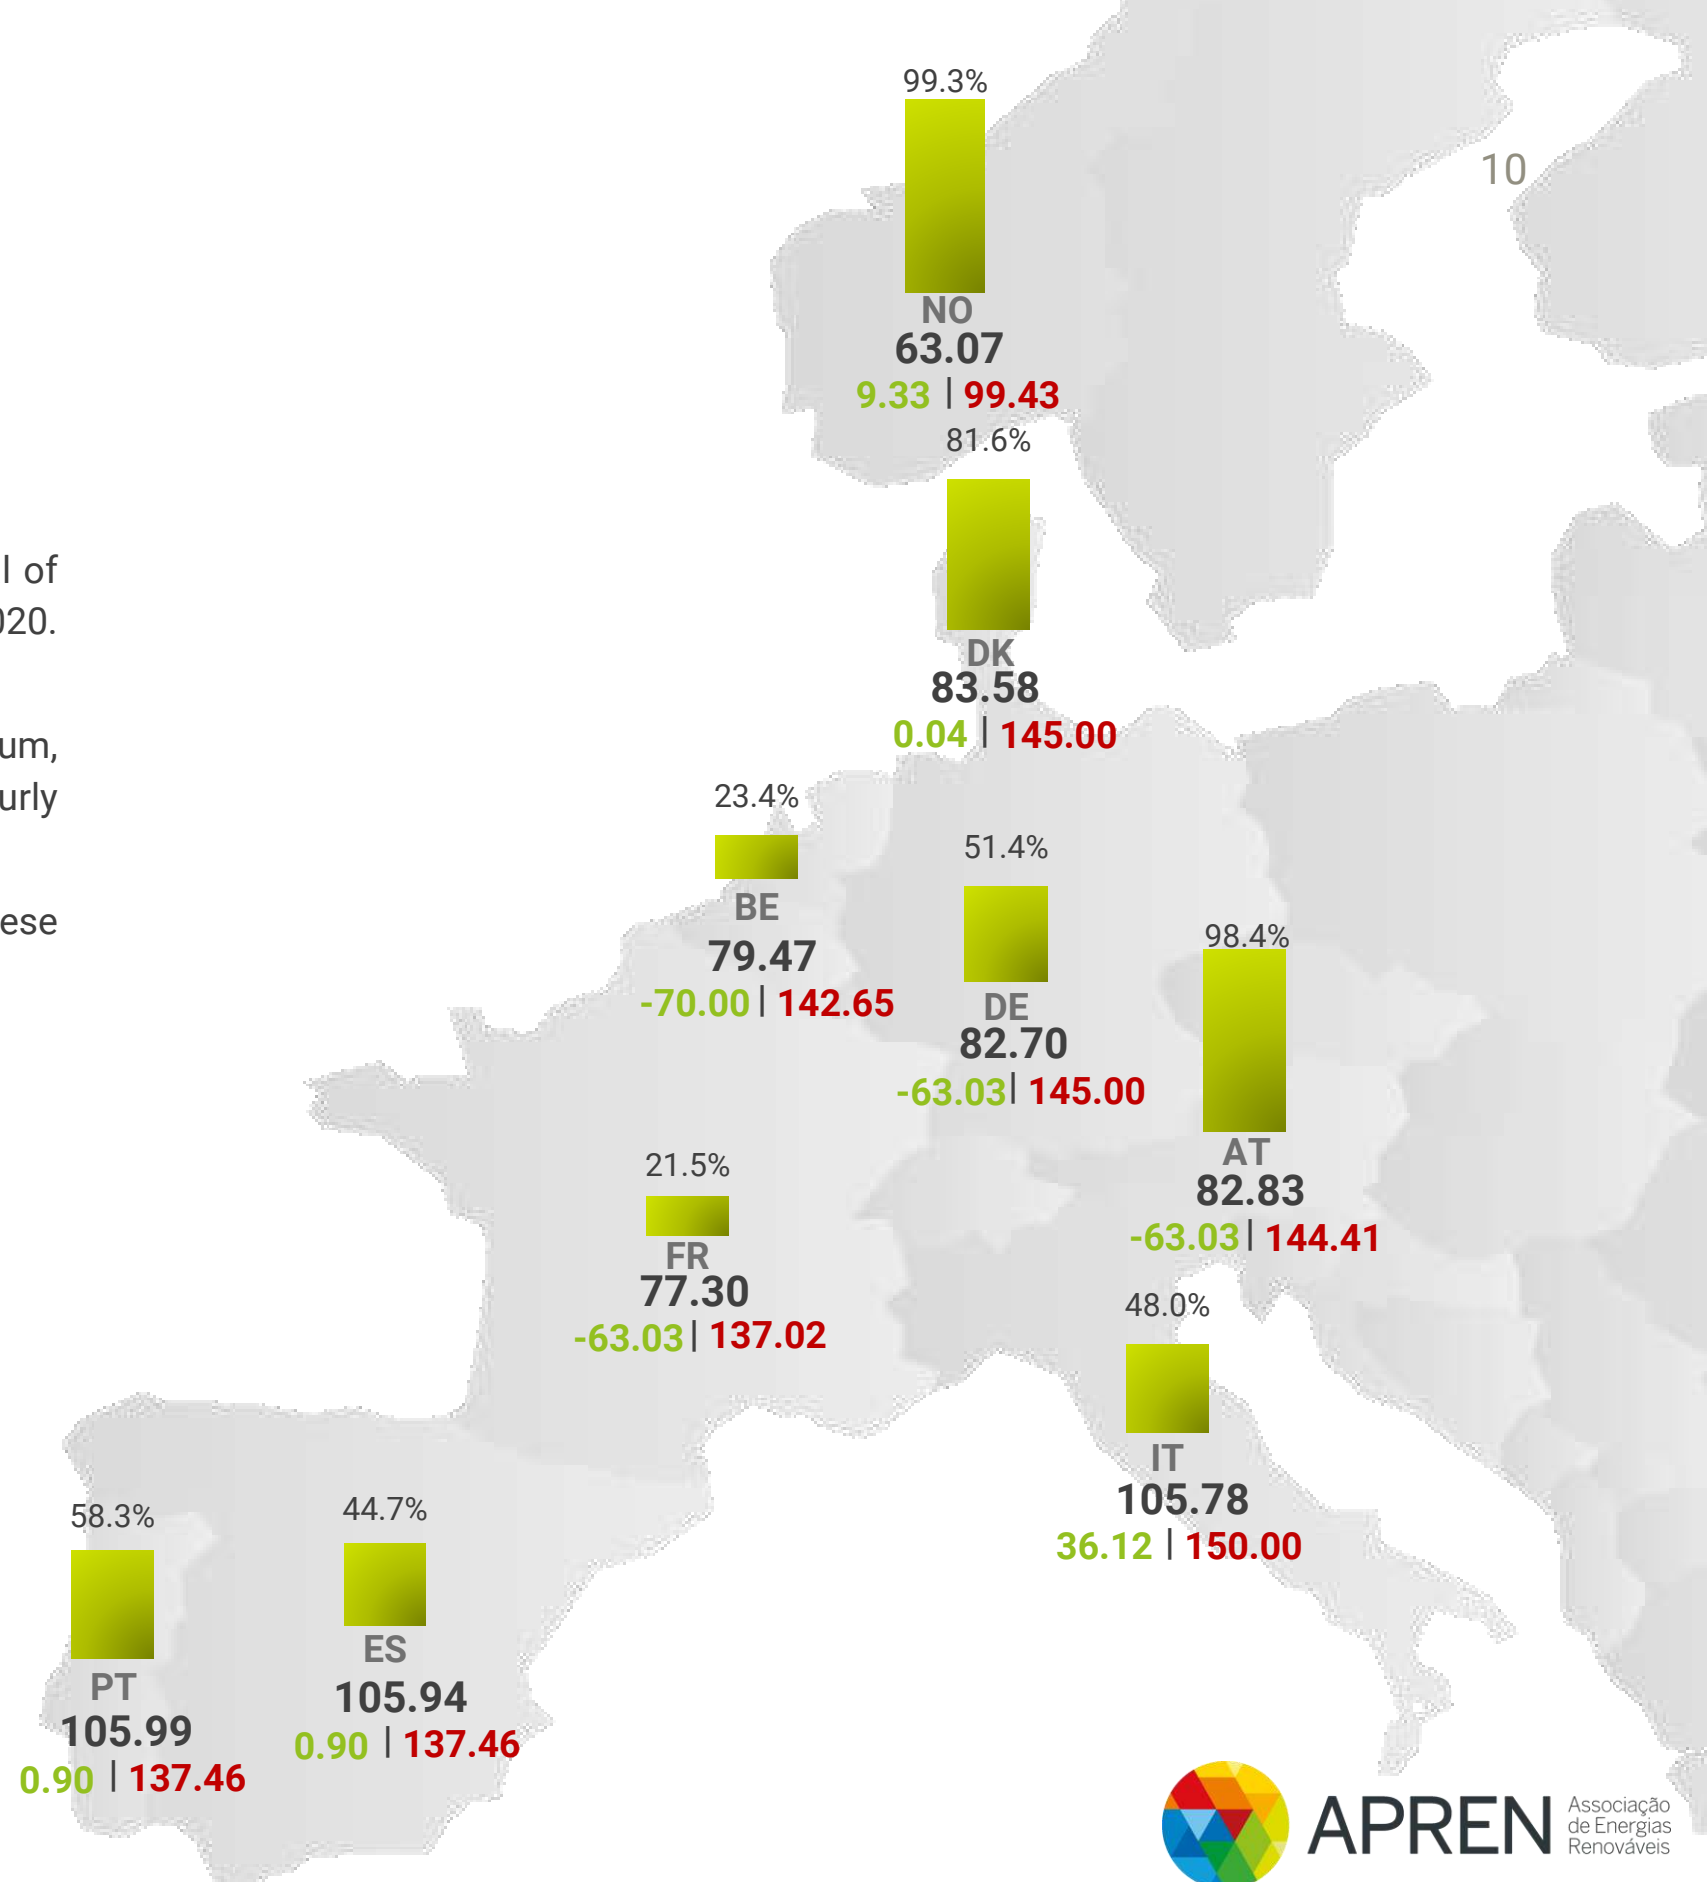 99.3%
10
NO
63.07
9.33 | 99.43
81.6%
DK
83.58
0.04 | 145.00
l of
020.
um,
urly
ese
23.4%
BE
79.47
-70.00 | 142.65
51.4%
DE
82.70
-63.03 | 145.00
98.4%
AT
82.83
-63.03 | 144.41
21.5%
FR
77.30
-63.03 | 137.02
48.0%
IT
105.78
36.12 | 150.00
58.3%
PT
105.99
0.90 | 137.46
44.7%
ES
105.94
0.90 | 137.46
APREN
Associação
de Energias
Renováveis